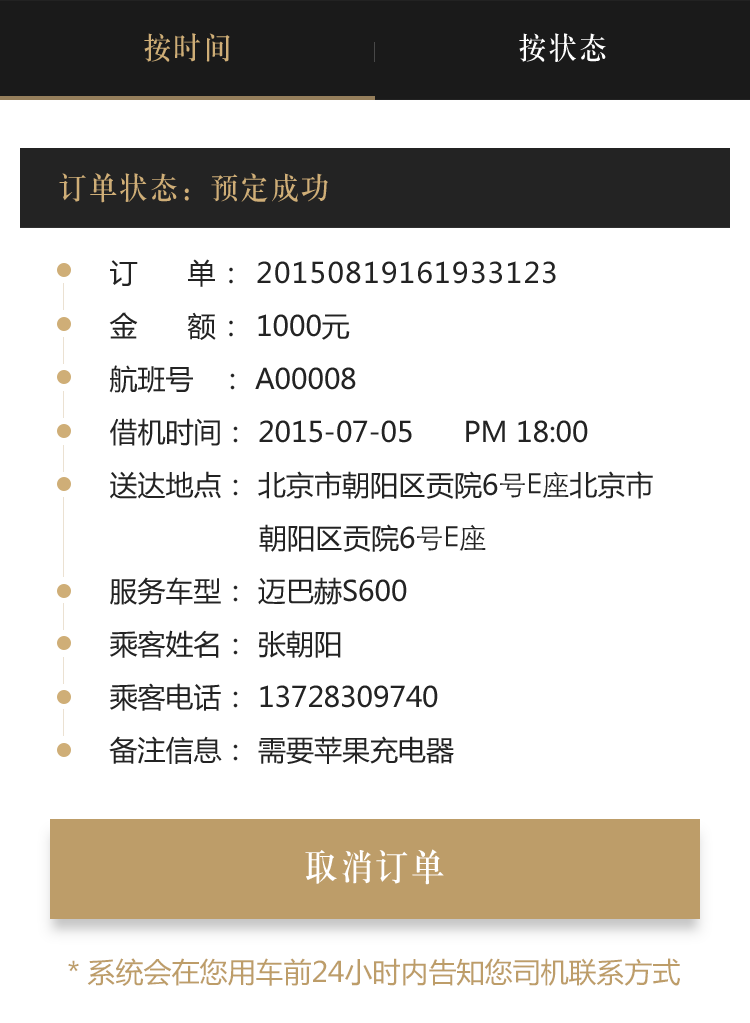 按时间
按状态
订单状态：预定成功
订 单： 20150819161933123
金 额： 1000元
航班号 ： A00008
借机时间： 2015-07-05 PM 18:00
送达地点： 北京市朝阳区贡院6号E座北京市
朝阳区贡院6号E座
服务车型： 迈巴赫S600
乘客姓名： 张朝阳
乘客电话： 13728309740
备注信息： 需要苹果充电器
取消订单
* 系统会在您用车前24小时内告知您司机联系方式